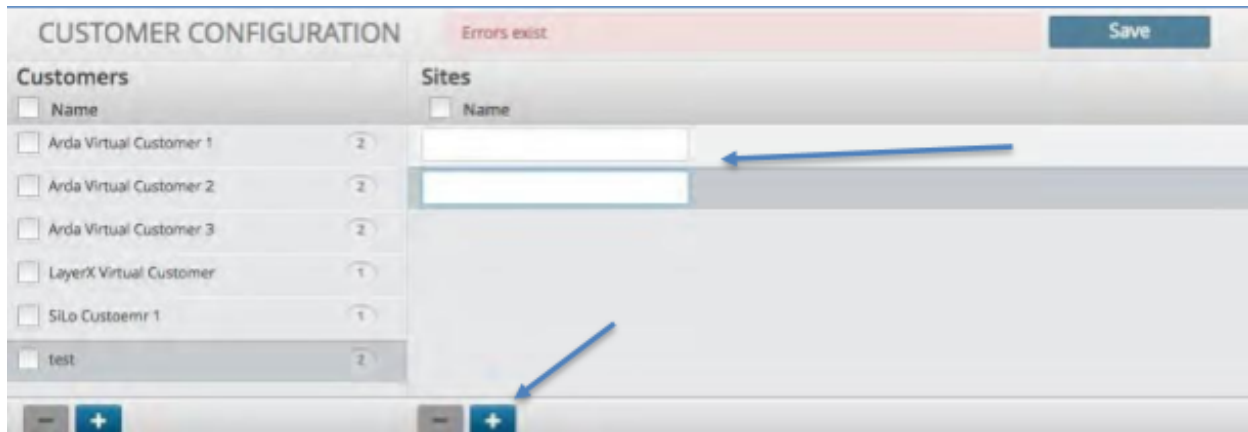 CUSTOMER CONFIGURATION Errors exist Save
Customers Sites
Name Name
Arda Virtual Customer 1 2
Arda Virtual Customer 2 2
Arda Virtual Customer 3 2
LayerX Virtual Customer 1
SiLo Custoemr 1 1
test 2
− + − +